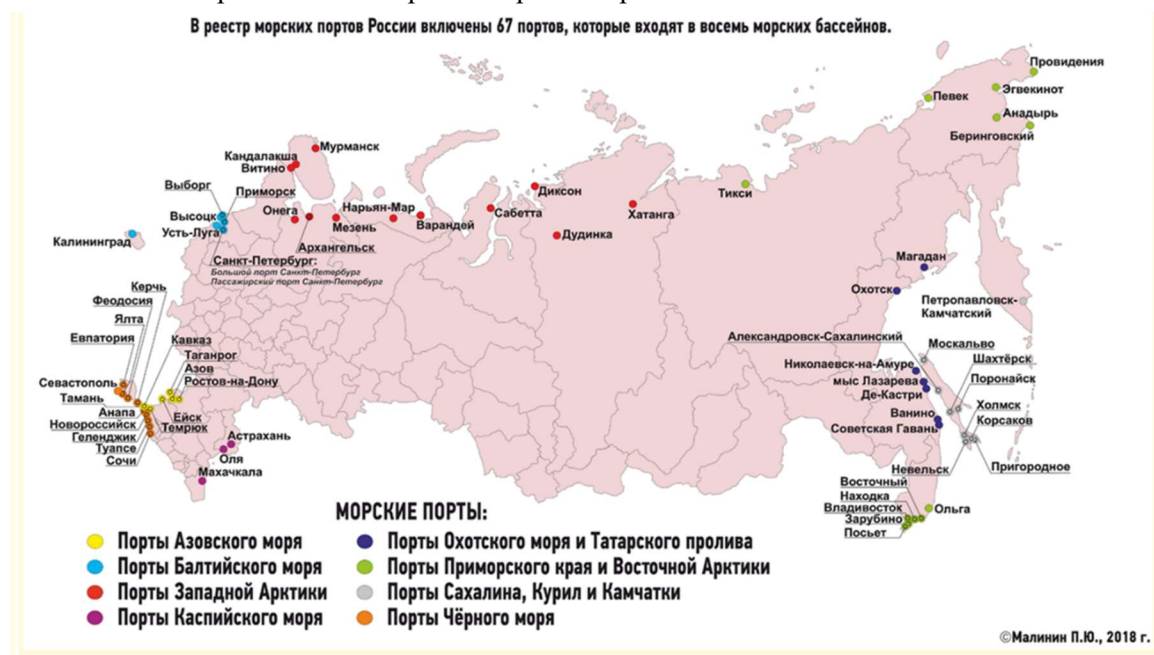 В реестр морских портов России включены 67 портов, которые входят в восемь морских бассейнов.
Провидения
Эгвекинот
Певек
Анадырь
Беринговский
Мурманск
Кандалакша
Витино
Выборг
Приморск
Тикси
Диксон
Высоцк
Онега
Нарьян-Мар
Сабетта
Хатанга
Усть-Луга
Мезень
Варандей
Калининград
Дудинка
Архангельск
Санкт-Петербург:
Большой порт Санкт-Петербург
Пассажирский порт Санкт-Петербург
Магадан
Охотск
Петропавловск-
Камчатский
Керчь
Феодосия
Ялта
Евпатория
Кавказ
Таганрог
Азов
Ростов-на-Дону
Севастополь
Тамань
Анапа
Новороссийск
Геленджик
Туапсе
Сочи
Ейск
Темрюк
Астрахань
Оля
Махачкала
Александровск-Сахалинский
Москальво
Николаевск-на-Амуре
Шахтёрск
мыс Лазарева
Поронайск
Де-Кастри
Холмск
Ванино
Корсаков
Советская Гавань
Невельск
Пригородное
Восточный
Находка
Владивосток
Ольга
Зарубино
Посьет
МОРСКИЕ ПОРТЫ:
Порты Азовского моря
Порты Балтийского моря
Порты Западной Арктики
Порты Каспийского моря
Порты Охотского моря и Татарского пролива
Порты Приморского края и Восточной Арктики
Порты Сахалина, Курил и Камчатки
Порты Чёрного моря
©Малинин П.Ю., 2018 г.